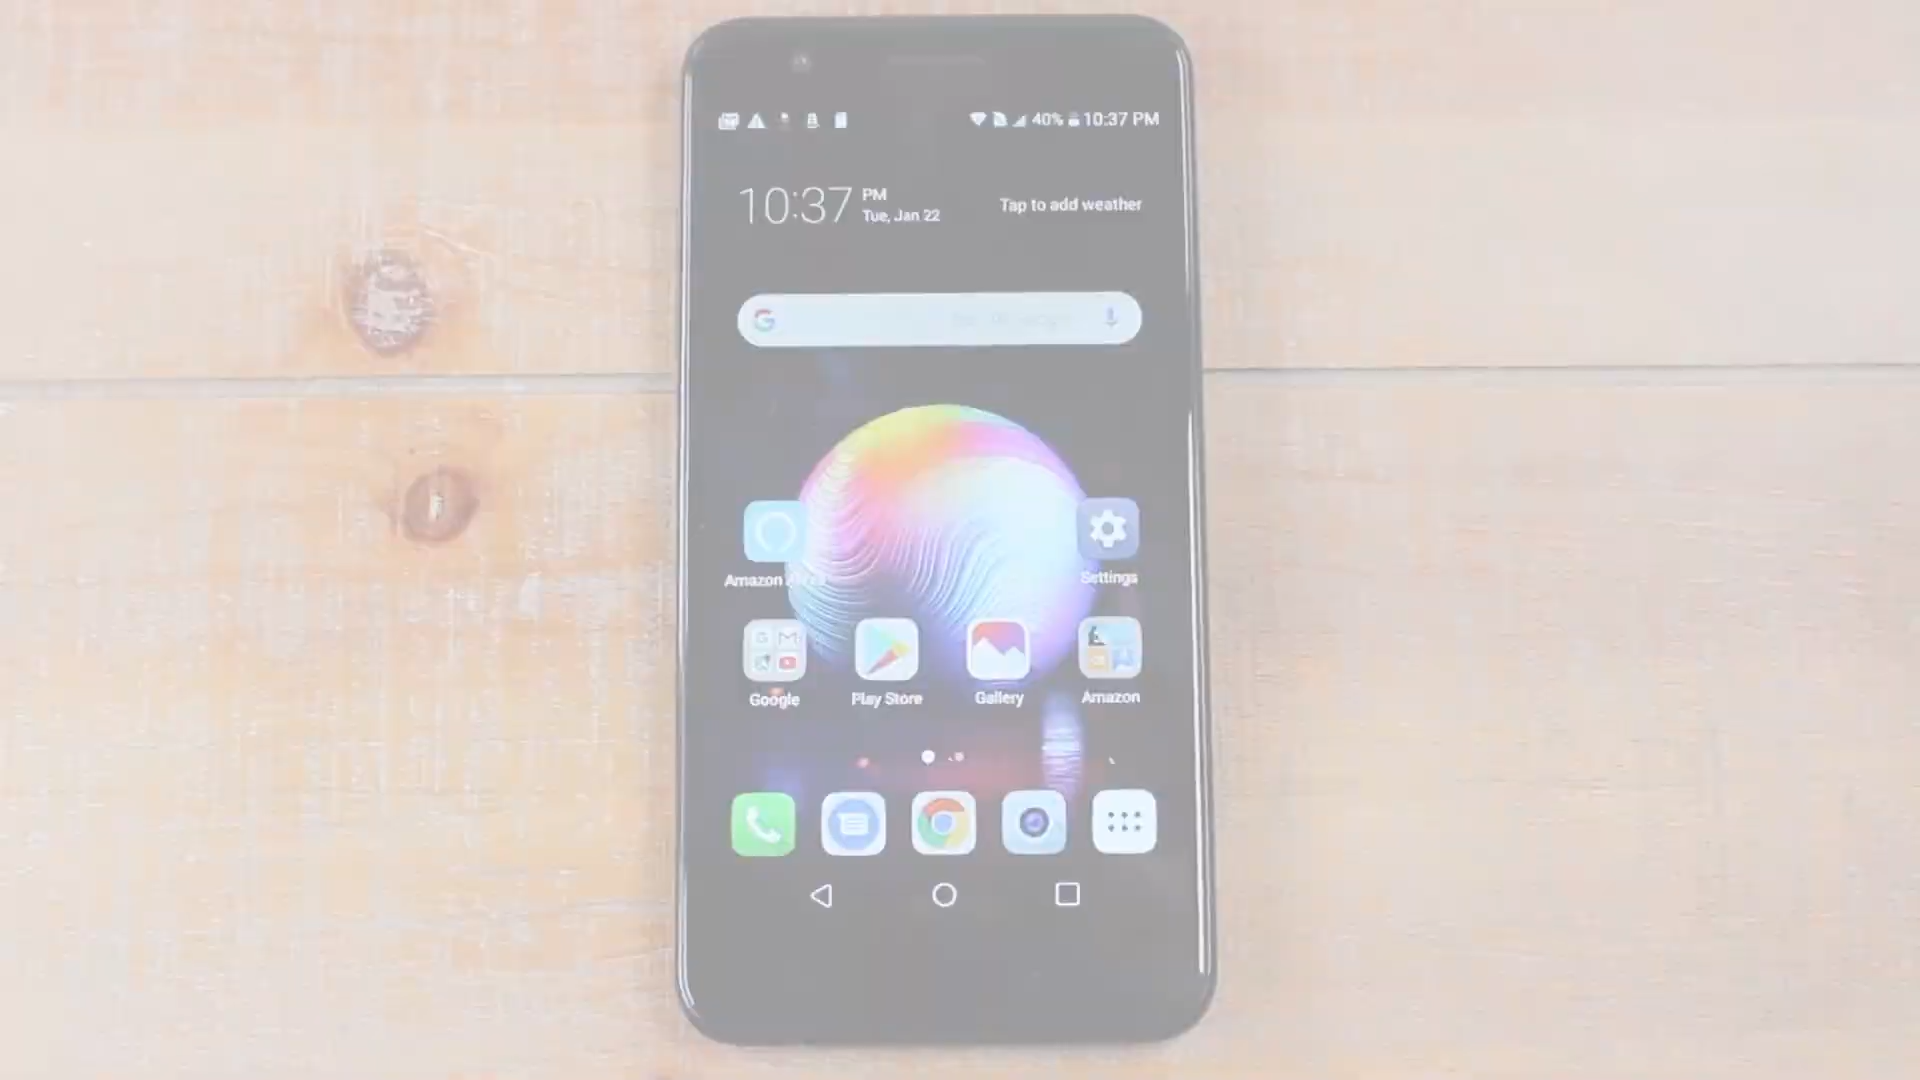 40% 10:37 PM
10:37 PM
Tue, Jan 22
Tap to add weather
Amazon
Settings
Google
Play Store
Gallery
Amazon